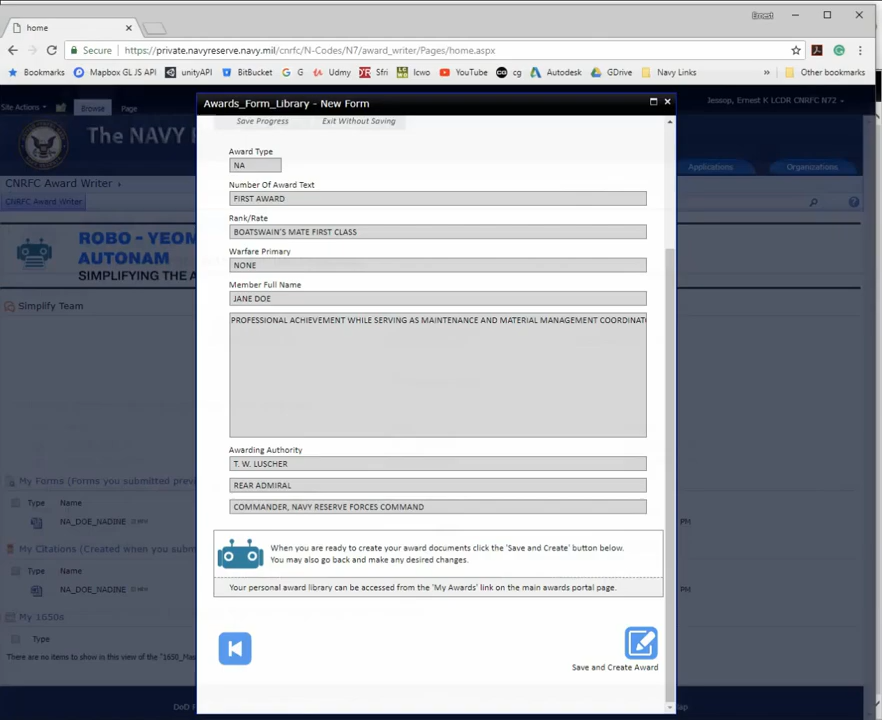 Ernest
home
Secure https://private.navyreserve.mil/cnrfc/N-Codes/N7/award_writer/Pages/home.aspx
Bookmarks Mapbox GL JS API unityAPI BitBucket G Udmy Sfri lcwo YouTube cg Autodesk GDrive Navy Links » Other bookmarks
Site Actions Browse Page Jessop, Ernest K LCDR CNRFC N72
Awards_Form_Library - New Form
Save Progress Exit Without Saving
The NAVY
Applications Organizations
CNRFC Award Writer
CNRFC Award Writer
ROBO - YEOM
AUTONAM
SIMPLIFYING THE A
Simplify Team
Award Type
NA
Number Of Award Text
FIRST AWARD
Rank/Rate
BOATSWAIN'S MATE FIRST CLASS
Warfare Primary
NONE
Member Full Name
JANE DOE
PROFESSIONAL ACHIEVEMENT WHILE SERVING AS MAINTENANCE AND MATERIAL MANAGEMENT COORDINATO
Awarding Authority
T. W. LUSCHER
REAR ADMIRAL
COMMANDER, NAVY RESERVE FORCES COMMAND
My Forms (Forms you submitted previ
Type Name
NA_DOE_NADINE PM
My Citations (Created when you subm
Type Name
NA_DOE_NADINE PM
My 1650s
Type
There are no items to show in this view of the "1650_Mas
When you are ready to create your award documents click the 'Save and Create' button below.
You may also go back and make any desired changes.
Your personal award library can be accessed from the 'My Awards' link on the main awards portal page.
Save and Create Award
DoD